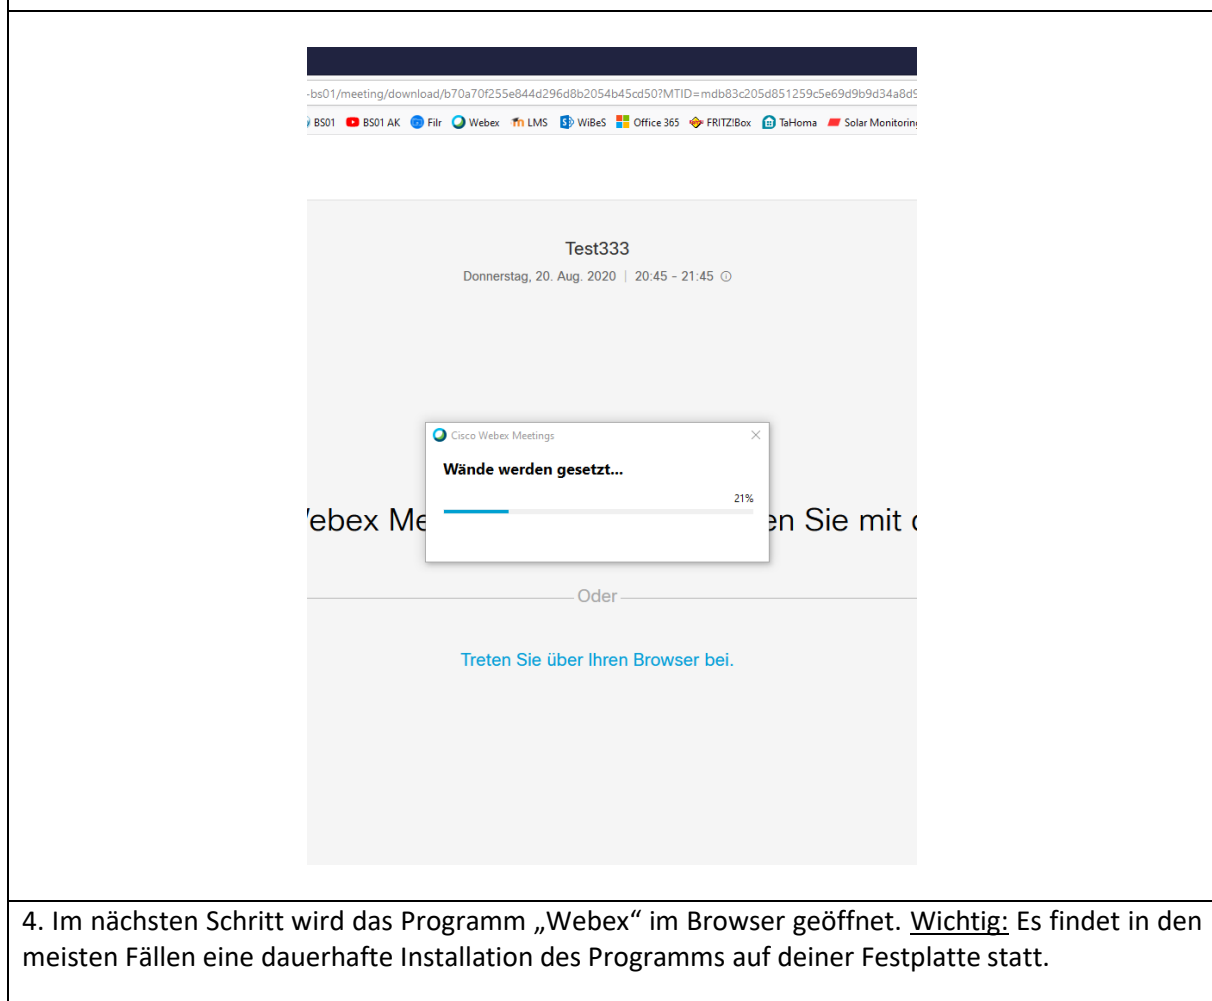 -bs01/meeting/download/b70a70f255e844d296d8b2054b45cd50?MTID=mdb83c205d851259c5e69d9b9d34a8d9
BS01 BS01 AK Filr Webex LMS WiBeS Office 365 FRITZ!Box TaHoma Solar Monitoring
Test333
Donnerstag, 20. Aug. 2020 | 20:45 - 21:45
Cisco Webex Meetings
Wände werden gesetzt...
21%
ebex Me en Sie mit
Oder
Treten Sie über Ihren Browser bei.
4. Im nächsten Schritt wird das Programm „Webex“ im Browser geöffnet. Wichtig: Es findet in den
meisten Fällen eine dauerhafte Installation des Programms auf deiner Festplatte statt.